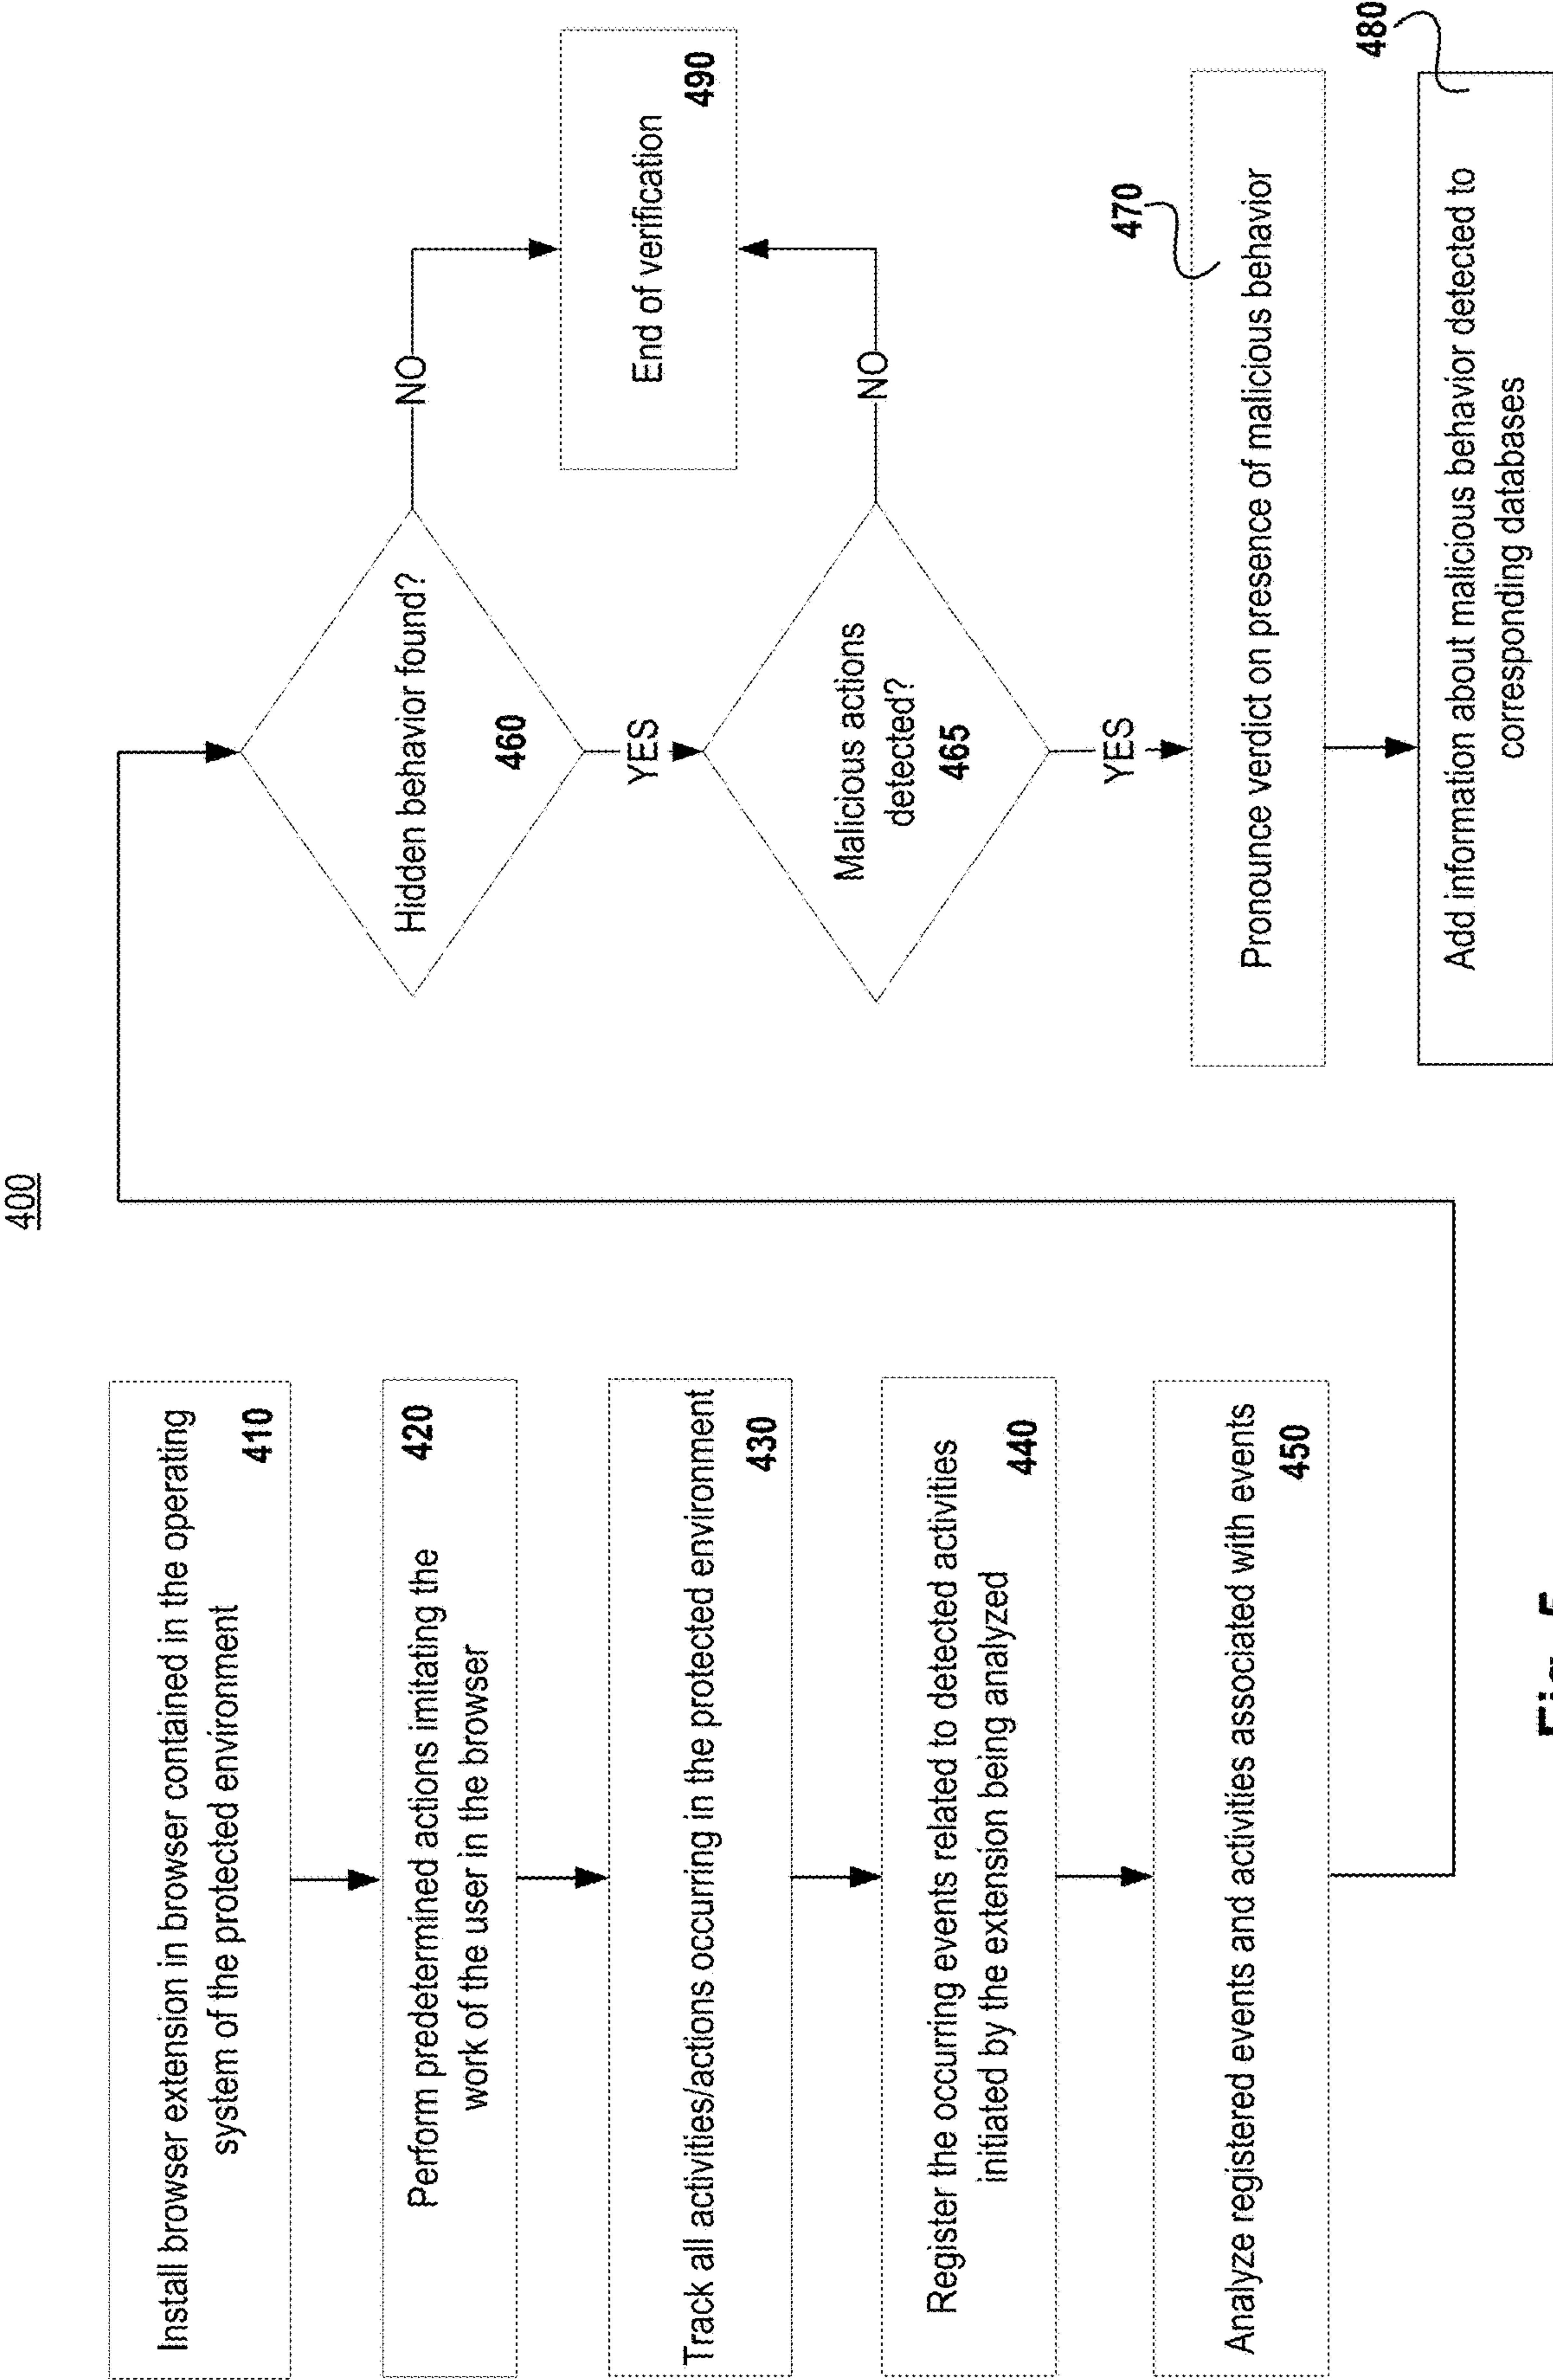 400
Install browser extension in browser contained in the operating
system of the protected environment
410
Perform predetermined actions imitating the
work of the user in the browser
420
Track all activities/actions occurring in the protected environment
430
Register the occurring events related to detected activities
initiated by the extension being analyzed
440
Analyze registered events and activities associated with events
450
Hidden behavior found?
460
NO
YES
End of verification
490
Malicious actions
detected?
465
NO
YES
470
Pronounce verdict on presence of malicious behavior
480
Add information about malicious behavior detected to
corresponding databases